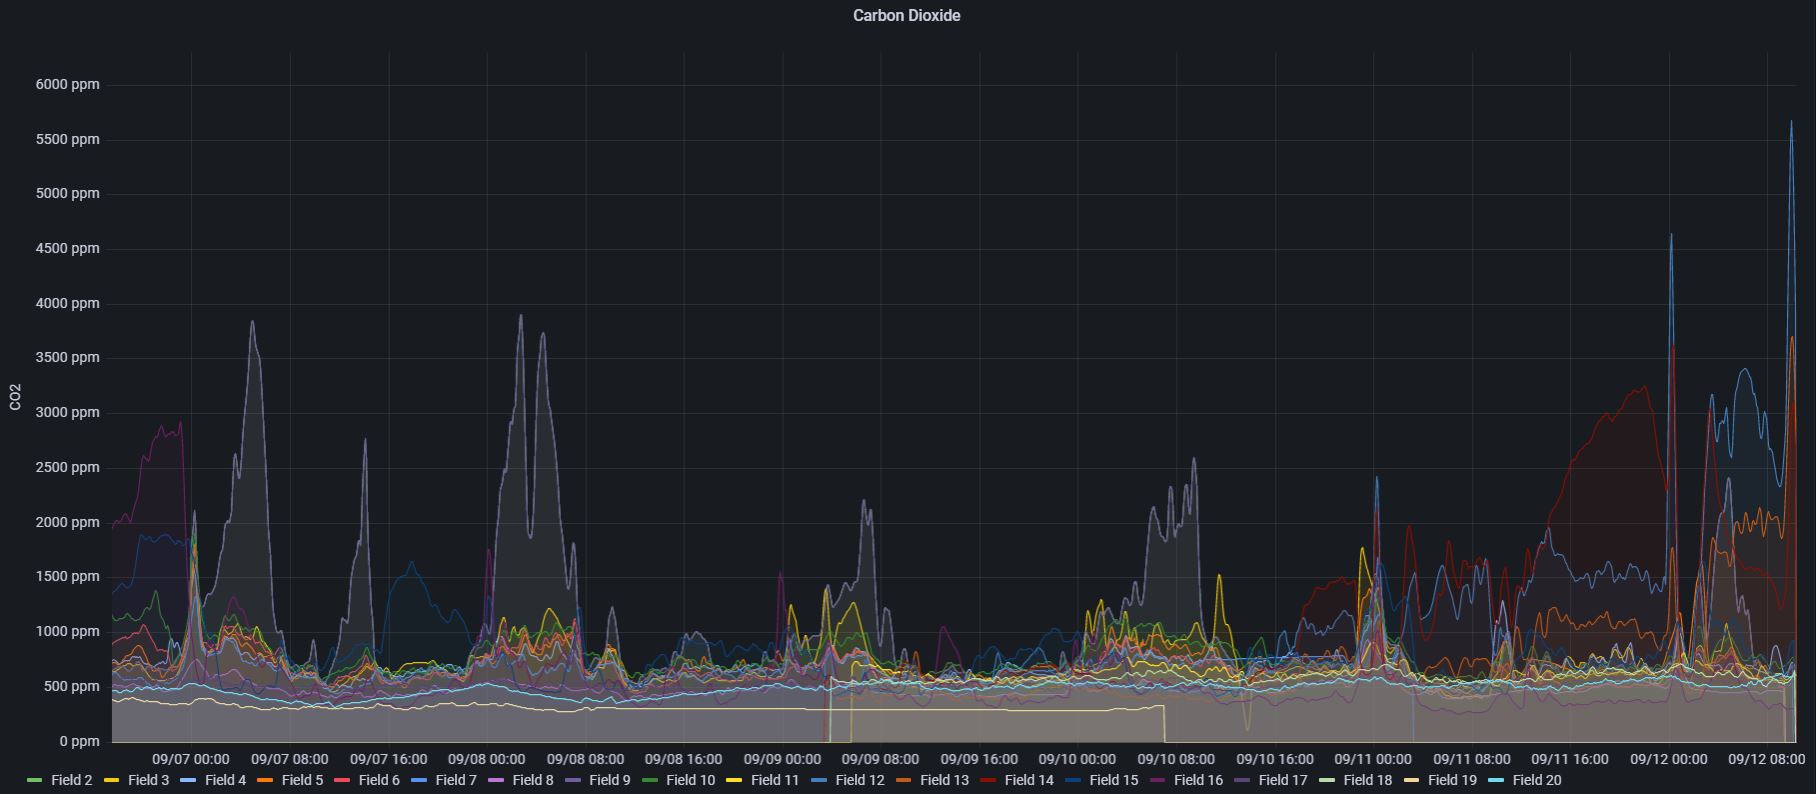 Carbon Dioxide
6000 ppm
5500 ppm
5000 ppm
4500 ppm
4000 ppm
3500 ppm
3000 ppm
2500 ppm
2000 ppm
1500 ppm
1000 ppm
500 ppm
0 ppm
CO2
09/07 00:00 09/07 08:00 09/07 16:00 09/08 00:00 09/08 08:00 09/08 16:00 09/09 00:00 09/09 08:00 09/09 16:00 09/10 00:00 09/10 08:00 09/10 16:00 09/11 00:00 09/11 08:00 09/11 16:00 09/12 00:00 09/12 08:00
Field 2 Field 3 Field 4 Field 5 Field 6 Field 7 Field 8 Field 9 Field 10 Field 11 Field 12 Field 13 Field 14 Field 15 Field 16 Field 17 Field 18 Field 19 Field 20